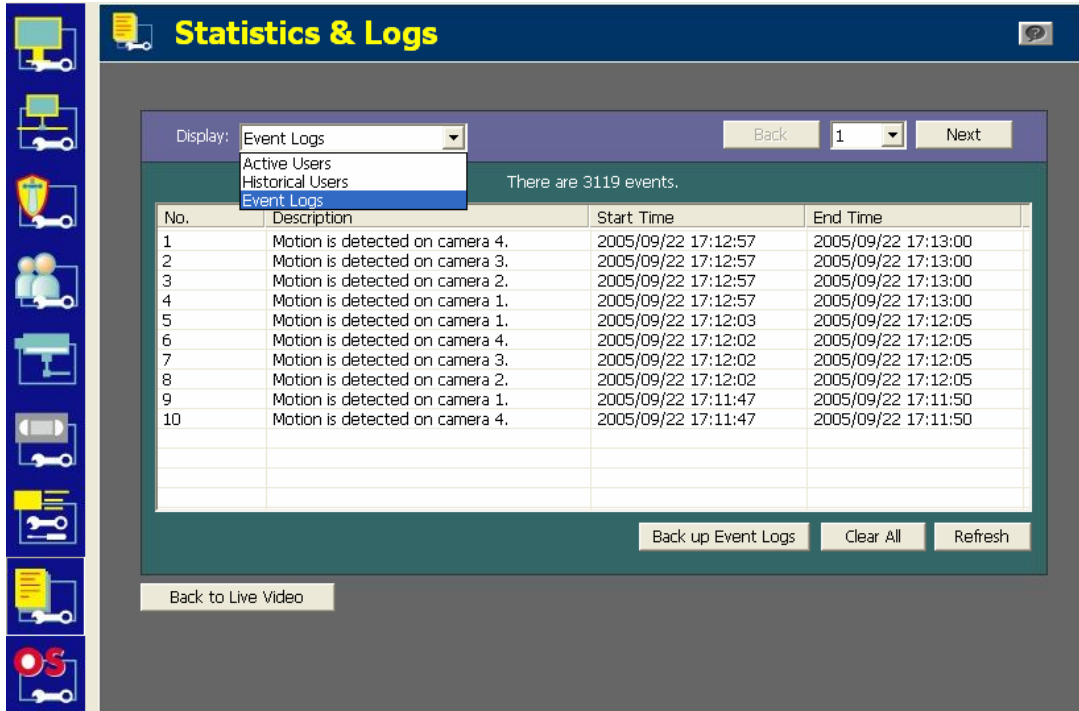 Statistics & Logs
Display: Event Logs Back 1 Next
Active Users
Historical Users
Event Logs
There are 3119 events.
No. Description Start Time End Time
1 Motion is detected on camera 4. 2005/09/22 17:12:57 2005/09/22 17:13:00
2 Motion is detected on camera 3. 2005/09/22 17:12:57 2005/09/22 17:13:00
3 Motion is detected on camera 2. 2005/09/22 17:12:57 2005/09/22 17:13:00
4 Motion is detected on camera 1. 2005/09/22 17:12:57 2005/09/22 17:13:00
5 Motion is detected on camera 1. 2005/09/22 17:12:03 2005/09/22 17:12:05
6 Motion is detected on camera 4. 2005/09/22 17:12:02 2005/09/22 17:12:05
7 Motion is detected on camera 3. 2005/09/22 17:12:02 2005/09/22 17:12:05
8 Motion is detected on camera 2. 2005/09/22 17:12:02 2005/09/22 17:12:05
9 Motion is detected on camera 1. 2005/09/22 17:11:47 2005/09/22 17:11:50
10 Motion is detected on camera 4. 2005/09/22 17:11:47 2005/09/22 17:11:50
Back up Event Logs Clear All Refresh
Back to Live Video
OS